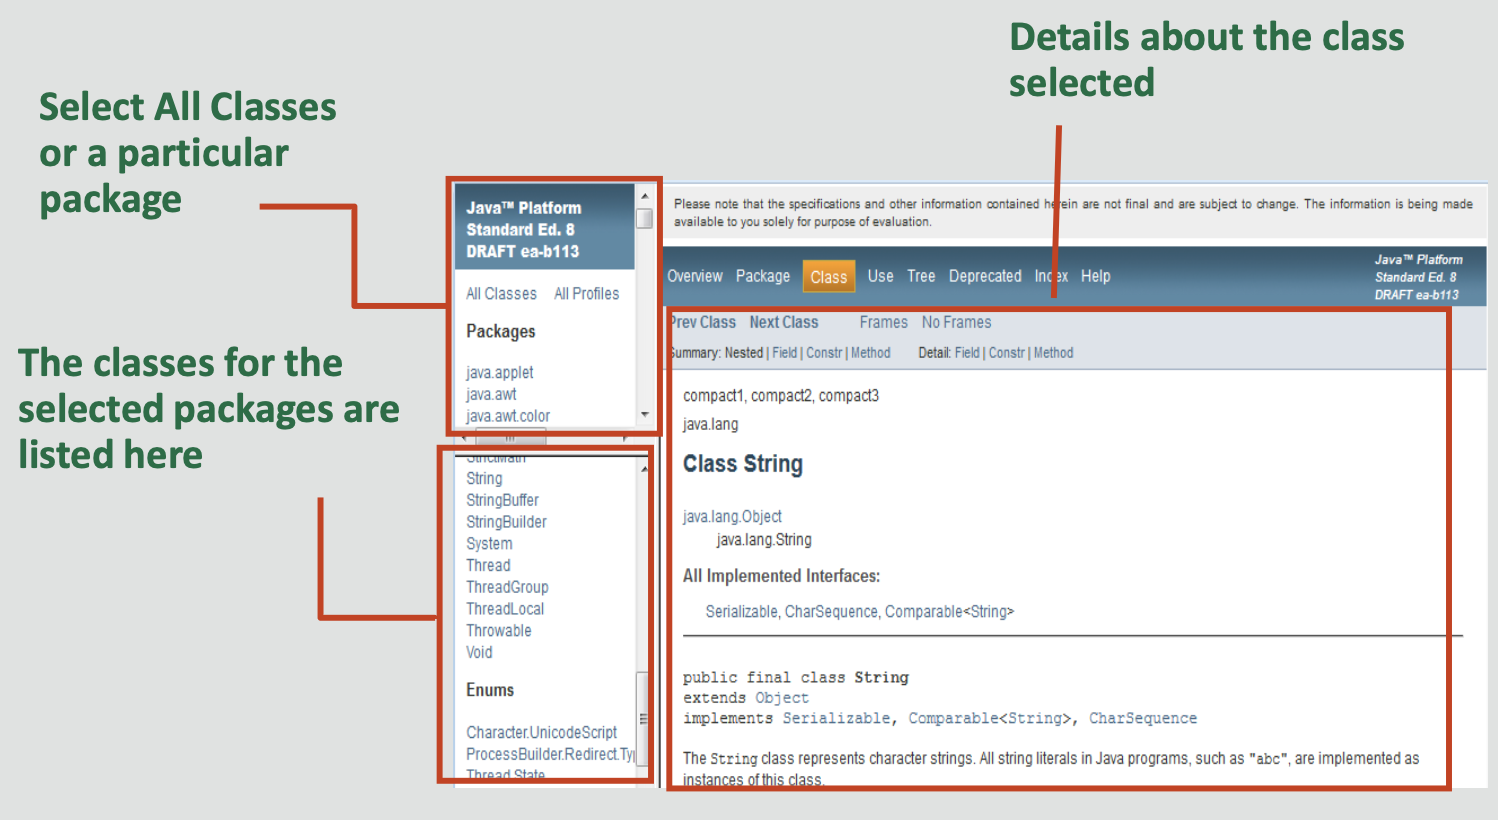 Details about the class
selected
Select All Classes
or a particular
package
The classes for the
selected packages are
listed here
Java™ Platform
Standard Ed. 8
DRAFT ea-b113
All Classes All Profiles
Packages
java.applet
java.awt
java.awt.color
StrictMath
String
StringBuffer
StringBuilder
System
Thread
ThreadGroup
ThreadLocal
Throwable
Void
Enums
Character.UnicodeScript
ProcessBuilder.Redirect.Ty
Thread.State
Please note that the specifications and other information contained herein are not final and are subject to change. The information is being made
available to you solely for purpose of evaluation.
Overview Package Class Use Tree Deprecated Index Help
Java™ Platform
Standard Ed. 8
DRAFT ea-b113
Prev Class Next Class Frames No Frames
Summary: Nested | Field | Constr | Method Detail: Field | Constr | Method
compact1, compact2, compact3
java.lang
Class String
java.lang.Object
java.lang.String
All Implemented Interfaces:
Serializable, CharSequence, Comparable<String>
public final class String
extends Object
implements Serializable, Comparable<String>, CharSequence
The String class represents character strings. All string literals in Java programs, such as "abc", are implemented as
instances of this class.